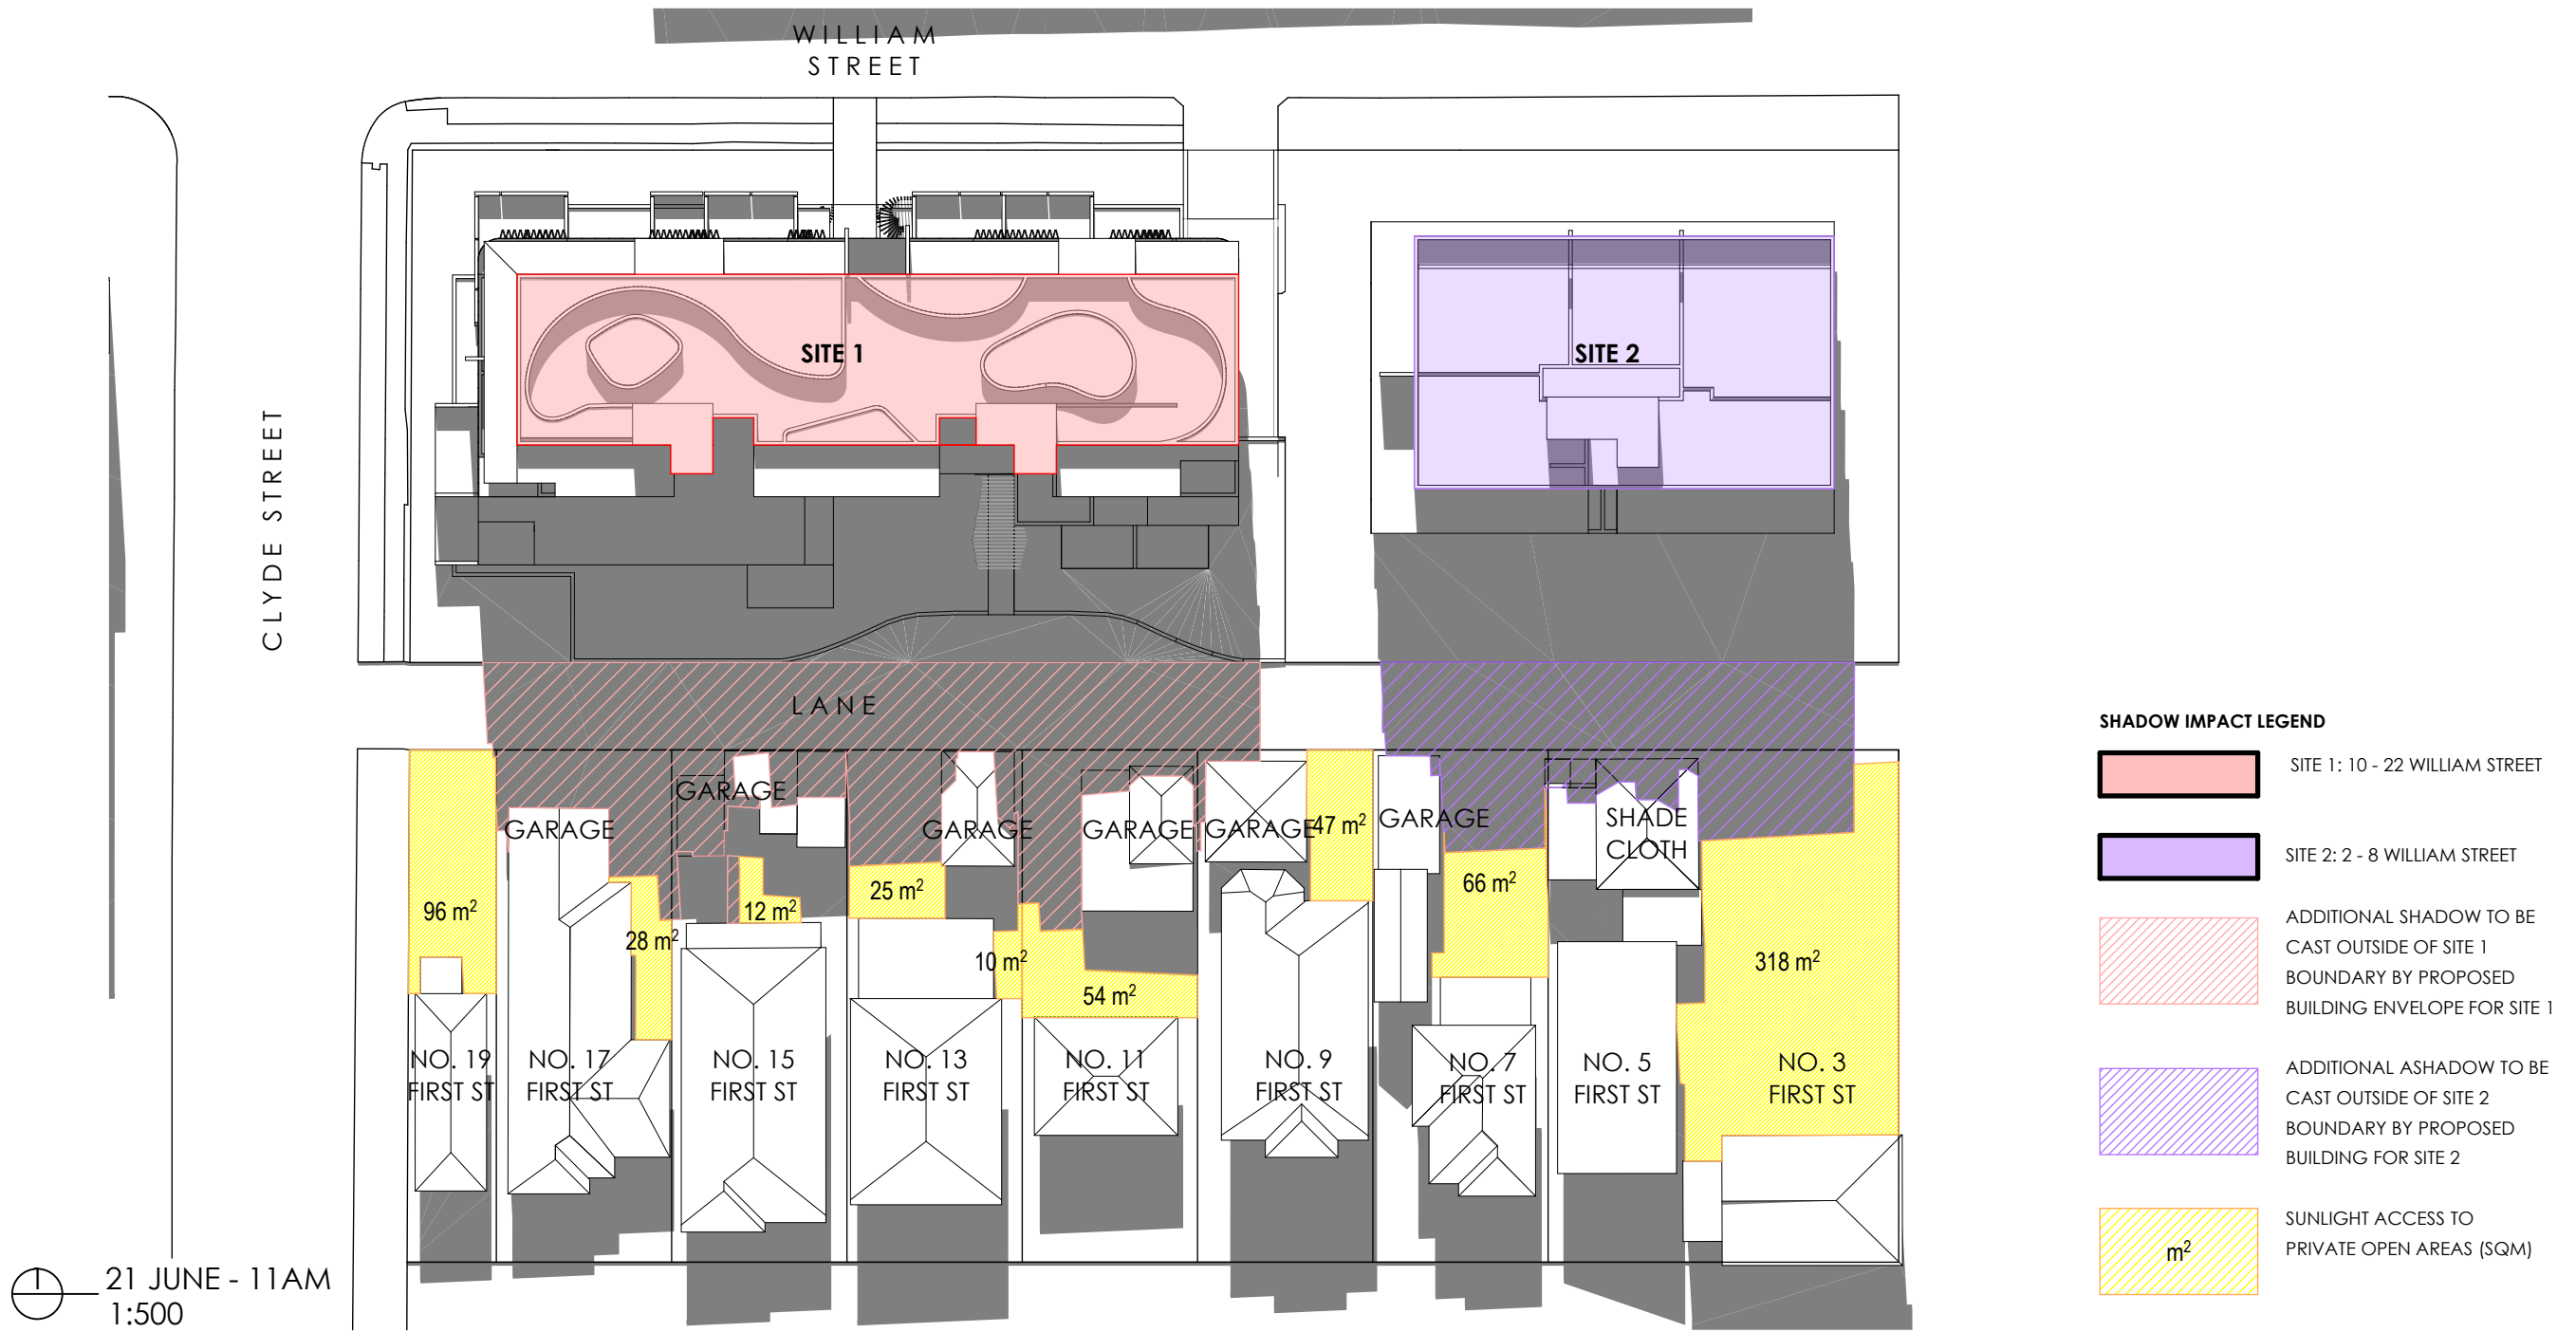 WILLIAM
STREET
SITE 1
SITE 2
CLYDE STREET
LANE
GARAGE
GARAGE
GARAGE
GARAGE
GARAGE
GARAGE
SHADE
CLOTH
96 m²
28 m²
12 m²
25 m²
10 m²
54 m²
47 m²
66 m²
318 m²
NO. 19
FIRST ST
NO. 17
FIRST ST
NO. 15
FIRST ST
NO. 13
FIRST ST
NO. 11
FIRST ST
NO. 9
FIRST ST
NO. 7
FIRST ST
NO. 5
FIRST ST
NO. 3
FIRST ST
21 JUNE - 11AM
1:500
SHADOW IMPACT LEGEND
SITE 1: 10 - 22 WILLIAM STREET
SITE 2: 2 - 8 WILLIAM STREET
ADDITIONAL SHADOW TO BE
CAST OUTSIDE OF SITE 1
BOUNDARY BY PROPOSED
BUILDING ENVELOPE FOR SITE 1
ADDITIONAL ASHADOW TO BE
CAST OUTSIDE OF SITE 2
BOUNDARY BY PROPOSED
BUILDING FOR SITE 2
m²
SUNLIGHT ACCESS TO
PRIVATE OPEN AREAS (SQM)